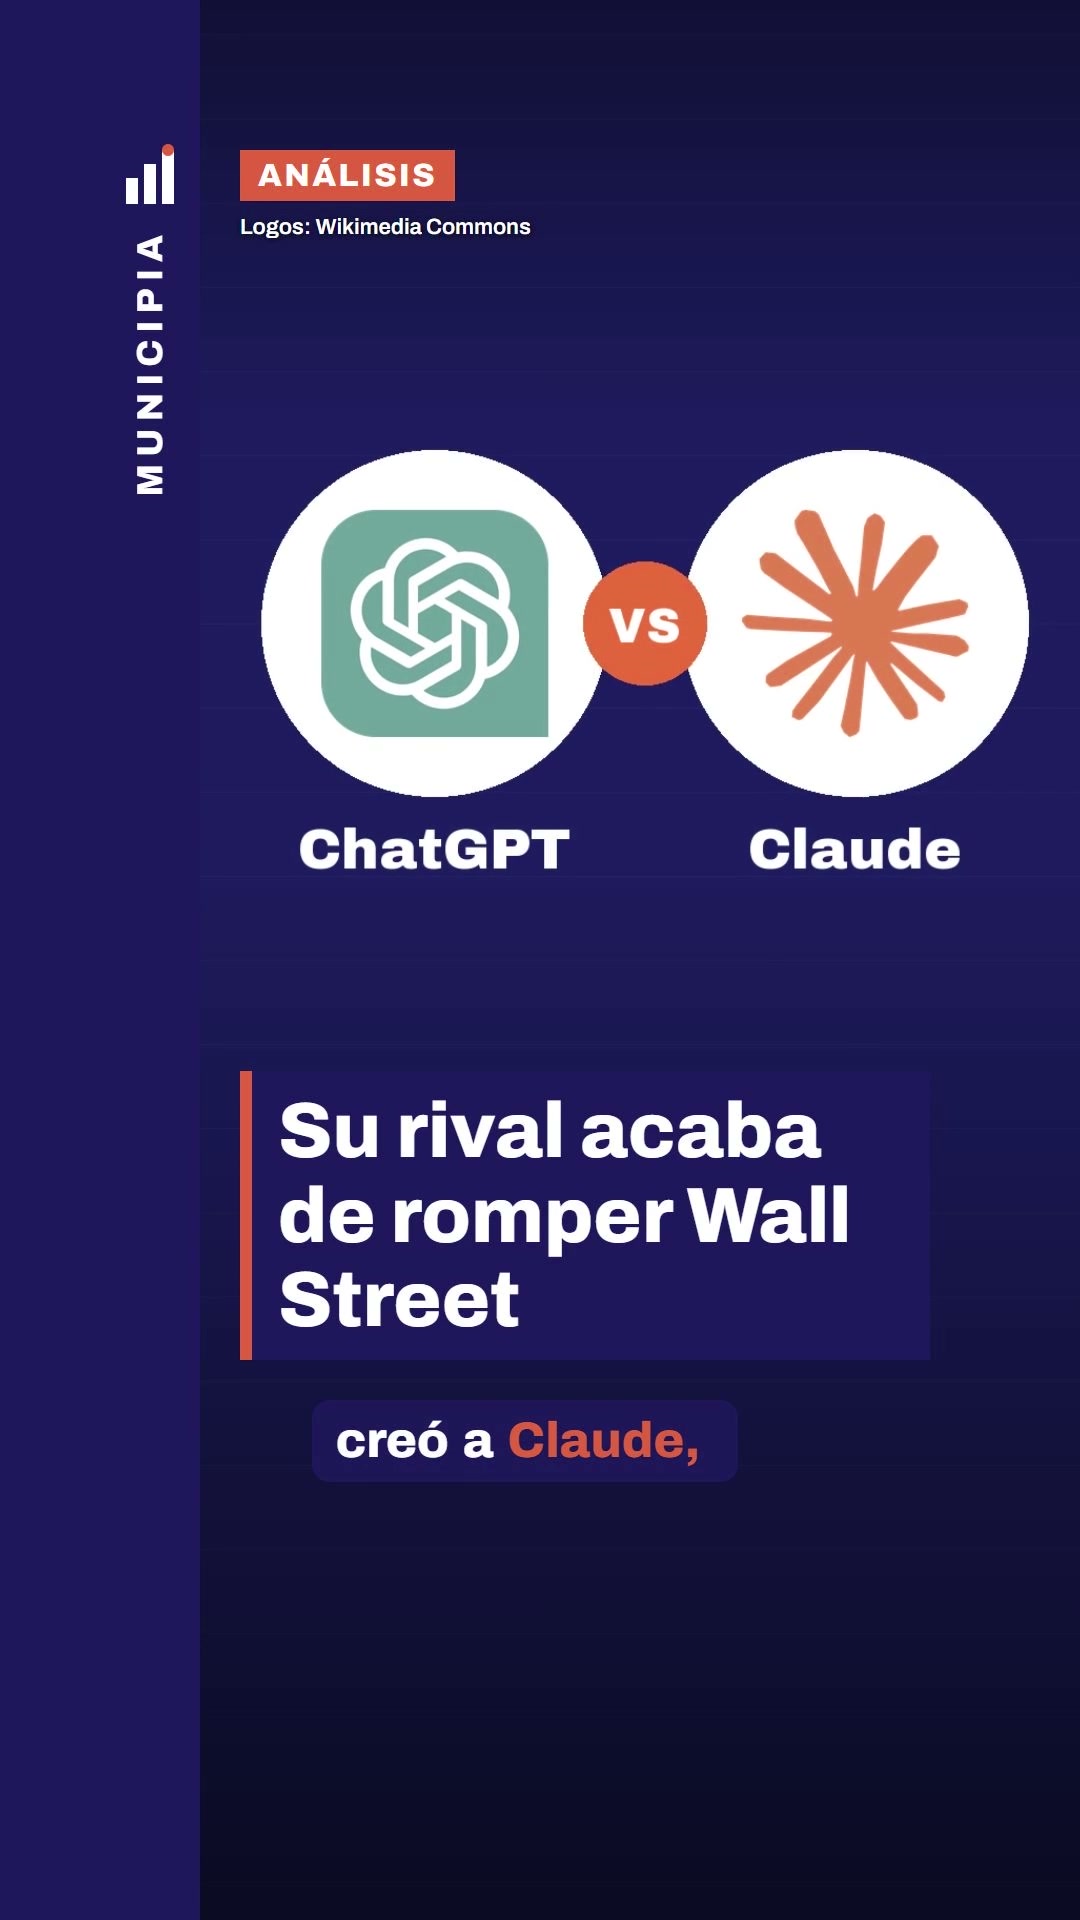 MUNICIPIA
ANÁLISIS
Logos: Wikimedia Commons
VS
ChatGPT
Claude
Su rival acaba
de romper Wall
Street
creó a Claude,